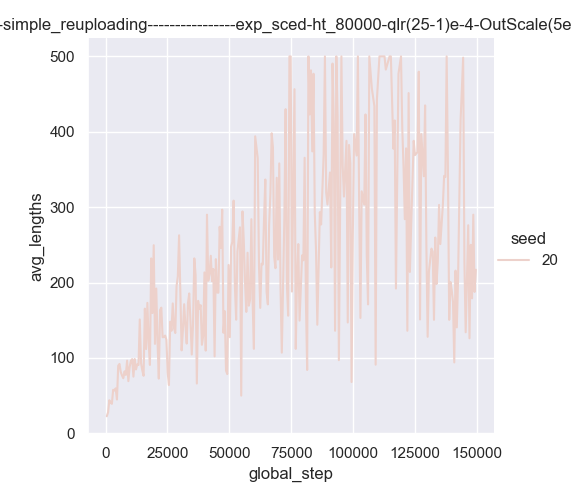 -simple_reuploading----------------exp_sced-ht_80000-qlr(25-1)e-4-OutScale(5e
500
400
300
200
100
0
avg_lengths
0 25000 50000 75000 100000 125000 150000
global_step
seed
20